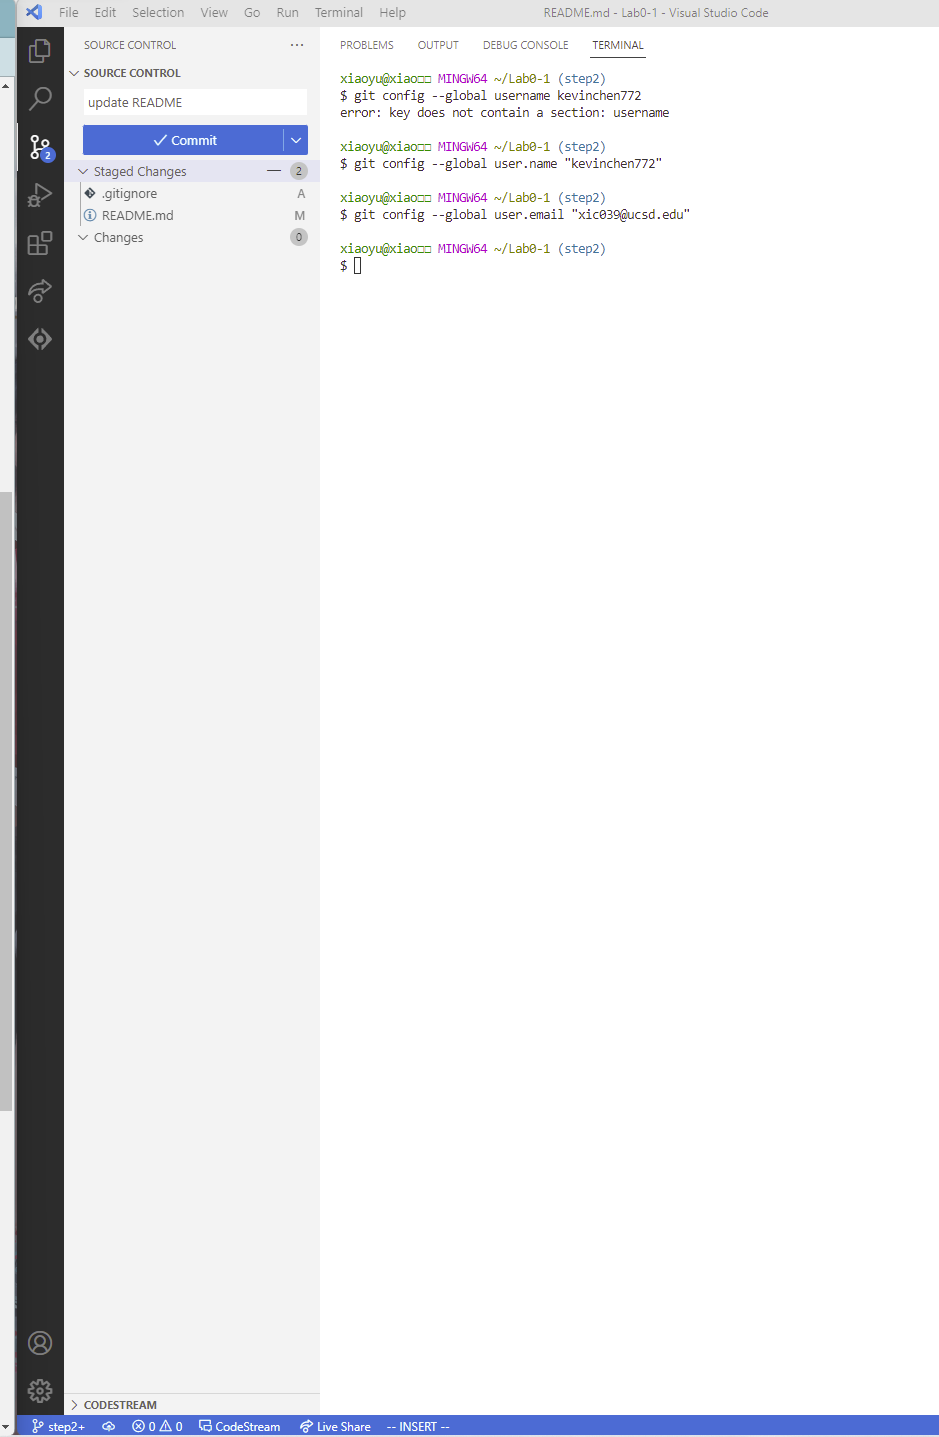 File Edit Selection View Go Run Terminal Help README.md - Lab0-1 - Visual Studio Code
SOURCE CONTROL ···
SOURCE CONTROL
update README
Commit
Staged Changes 2
.gitignore A
README.md M
Changes 0
2
CODESTREAM
PROBLEMS OUTPUT DEBUG CONSOLE TERMINAL
xiaoyu@xiao□□ MINGW64 ~/Lab0-1 (step2)
$ git config --global username kevinchen772
error: key does not contain a section: username
xiaoyu@xiao□□ MINGW64 ~/Lab0-1 (step2)
$ git config --global user.name "kevinchen772"
xiaoyu@xiao□□ MINGW64 ~/Lab0-1 (step2)
$ git config --global user.email "xic039@ucsd.edu"
xiaoyu@xiao□□ MINGW64 ~/Lab0-1 (step2)
$
step2+ 0 0 CodeStream Live Share -- INSERT --